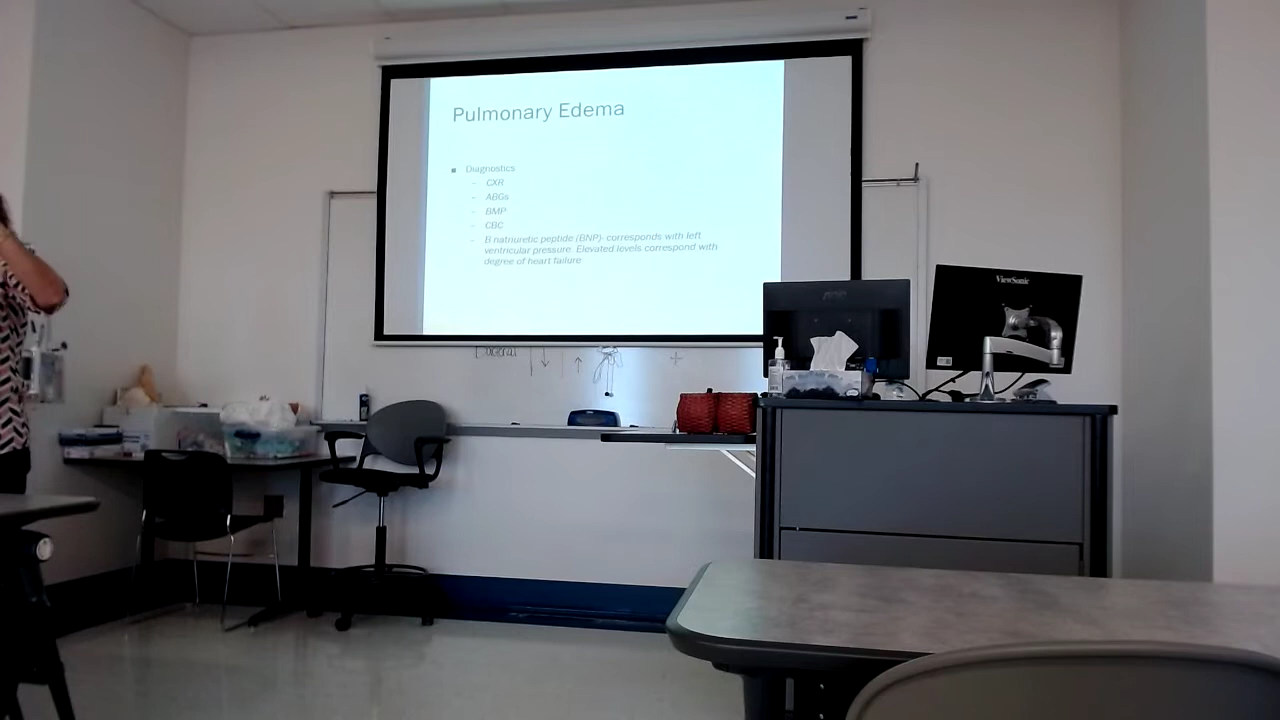 Pulmonary Edema
■ Diagnostics
– CXR
– ABGs
– BMP
– CBC
– B natriuretic peptide (BNP)- corresponds with left
ventricular pressure. Elevated levels correspond with
degree of heart failure
ViewSonic
AOC